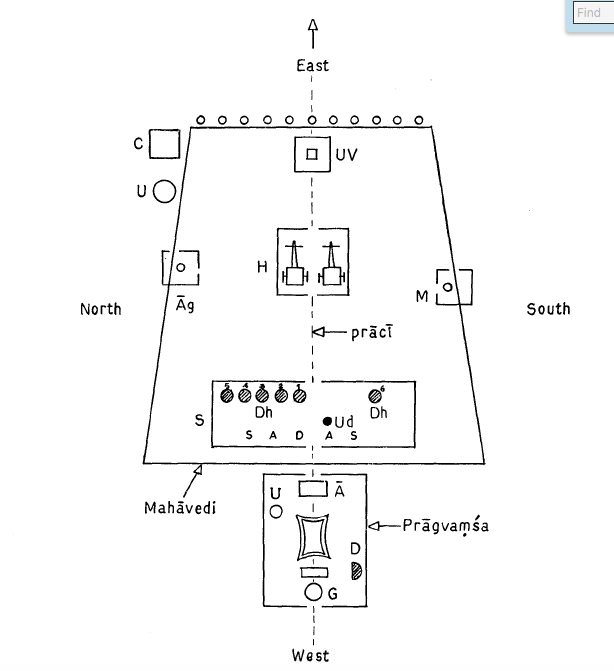 Find
East
C
UV
U
H
Āg
M
North
South
prācī
5 4 3 2 1 6
S
Dh
Dh
Ud
S A D A S
Mahāvedi
U
Ā
Prāgvaṃśa
D
G
West